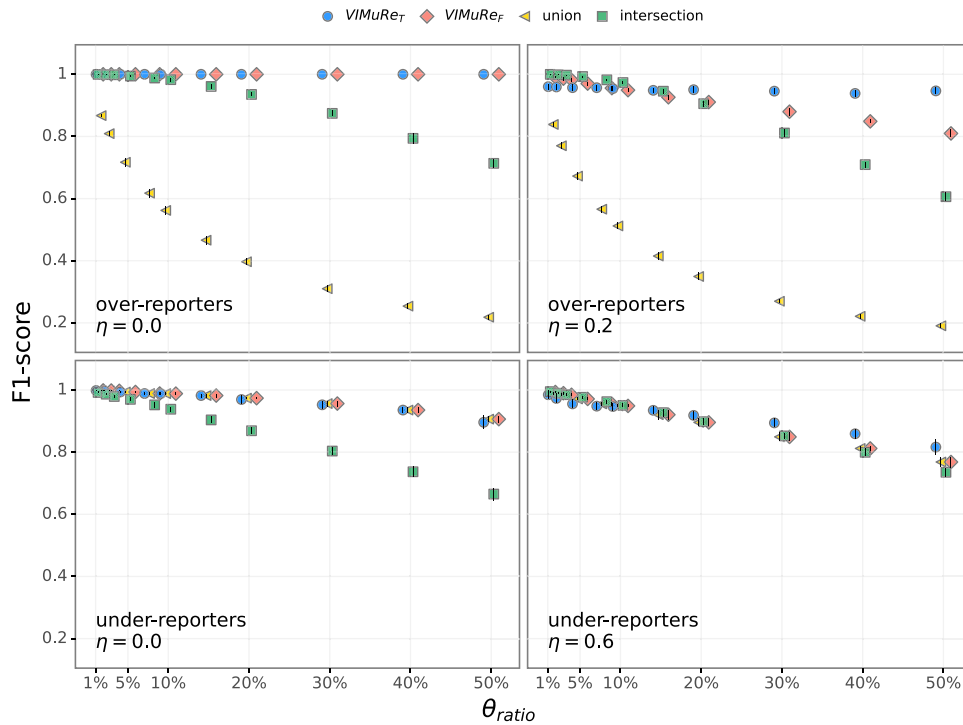 VIMuRe_T VIMuRe_F union intersection
F1-score
1
0.8
0.6
0.4
0.2
over-reporters
η = 0.0
over-reporters
η = 0.2
1
0.8
0.6
0.4
0.2
under-reporters
η = 0.0
under-reporters
η = 0.6
1% 5% 10% 20% 30% 40% 50% 1% 5% 10% 20% 30% 40% 50%
θ_ratio